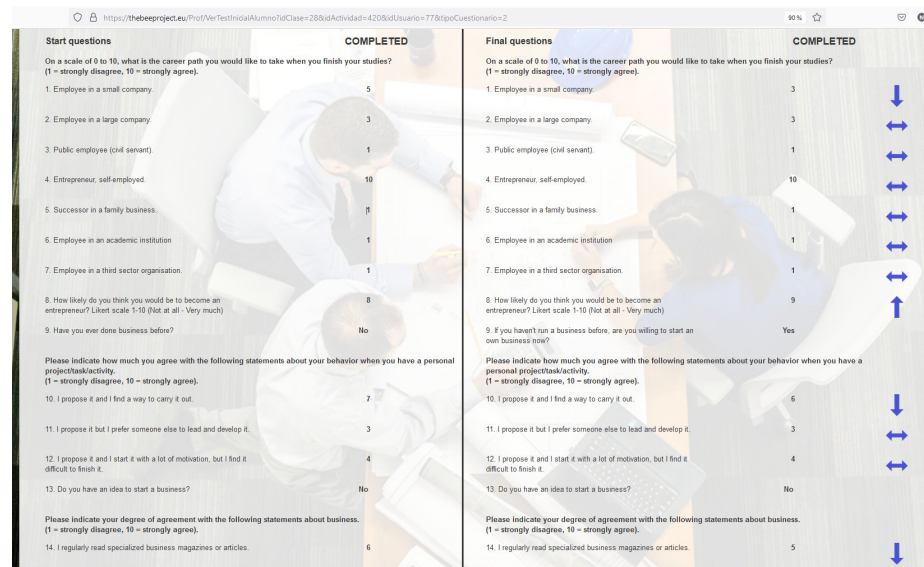 https://thebeeproject.eu/Prof/VerTestInicialAlumno?idClase=28&idActividad=420&idUsuario=77&tipoCuestionario=2
90%
Start questions COMPLETED
On a scale of 0 to 10, what is the career path you would like to take when you finish your studies?
(1 = strongly disagree, 10 = strongly agree).
1. Employee in a small company. 5
2. Employee in a large company. 3
3. Public employee (civil servant). 1
4. Entrepreneur, self-employed. 10
5. Successor in a family business. 1
6. Employee in an academic institution 1
7. Employee in a third sector organisation. 1
8. How likely do you think you would be to become an 8
entrepreneur? Likert scale 1-10 (Not at all - Very much)
9. Have you ever done business before? No
Please indicate how much you agree with the following statements about your behavior when you have a personal
project/task/activity.
(1 = strongly disagree, 10 = strongly agree).
10. I propose it and I find a way to carry it out. 7
11. I propose it but I prefer someone else to lead and develop it. 3
12. I propose it and I start it with a lot of motivation, but I find it 4
difficult to finish it.
13. Do you have an idea to start a business? No
Please indicate your degree of agreement with the following statements about business.
(1 = strongly disagree, 10 = strongly agree).
14. I regularly read specialized business magazines or articles. 6
Final questions COMPLETED
On a scale of 0 to 10, what is the career path you would like to take when you finish your studies?
(1 = strongly disagree, 10 = strongly agree).
1. Employee in a small company. 3
2. Employee in a large company. 3
3. Public employee (civil servant). 1
4. Entrepreneur, self-employed. 10
5. Successor in a family business. 1
6. Employee in an academic institution 1
7. Employee in a third sector organisation. 1
8. How likely do you think you would be to become an 9
entrepreneur? Likert scale 1-10 (Not at all - Very much)
9. If you haven't run a business before, are you willing to start an Yes
own business now?
Please indicate how much you agree with the following statements about your behavior when you have a
personal project/task/activity.
(1 = strongly disagree, 10 = strongly agree).
10. I propose it and I find a way to carry it out. 6
11. I propose it but I prefer someone else to lead and develop it. 3
12. I propose it and I start it with a lot of motivation, but I find it 4
difficult to finish it.
13. Do you have an idea to start a business? No
Please indicate your degree of agreement with the following statements about business.
(1 = strongly disagree, 10 = strongly agree).
14. I regularly read specialized business magazines or articles. 5